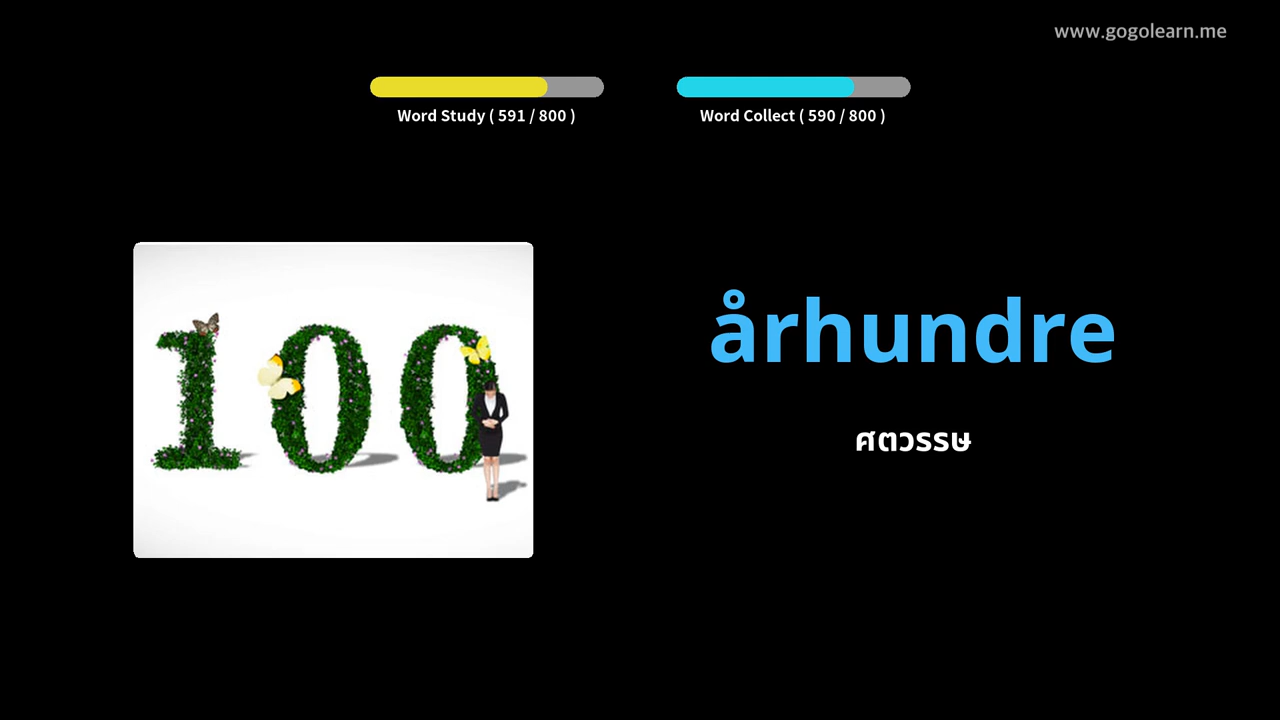 www.gogolearn.me
Word Study ( 591 / 800 )
Word Collect ( 590 / 800 )
100
århundre
ศตวรรษ